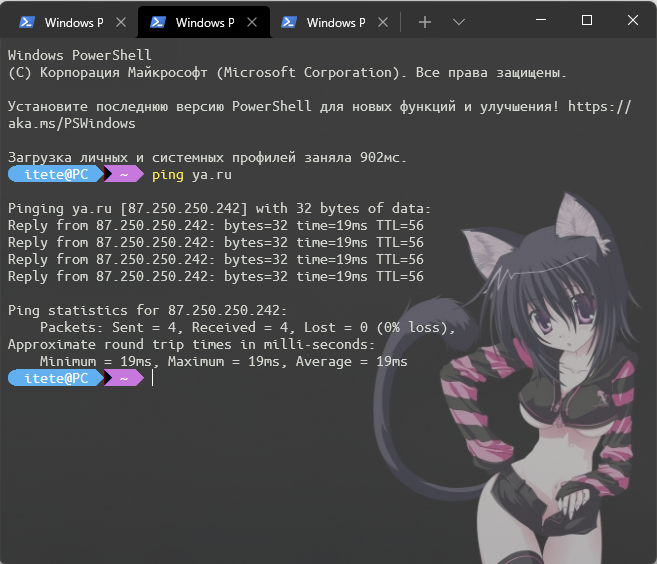 Windows P
Windows P
Windows P
Windows PowerShell
(C) Корпорация Майкрософт (Microsoft Corporation). Все права защищены.
Установите последнюю версию PowerShell для новых функций и улучшения! https://
aka.ms/PSWindows
Загрузка личных и системных профилей заняла 902мс.
itete@PC ~ ping ya.ru
Pinging ya.ru [87.250.250.242] with 32 bytes of data:
Reply from 87.250.250.242: bytes=32 time=19ms TTL=56
Reply from 87.250.250.242: bytes=32 time=19ms TTL=56
Reply from 87.250.250.242: bytes=32 time=19ms TTL=56
Reply from 87.250.250.242: bytes=32 time=19ms TTL=56
Ping statistics for 87.250.250.242:
Packets: Sent = 4, Received = 4, Lost = 0 (0% loss),
Approximate round trip times in milli-seconds:
Minimum = 19ms, Maximum = 19ms, Average = 19ms
itete@PC ~